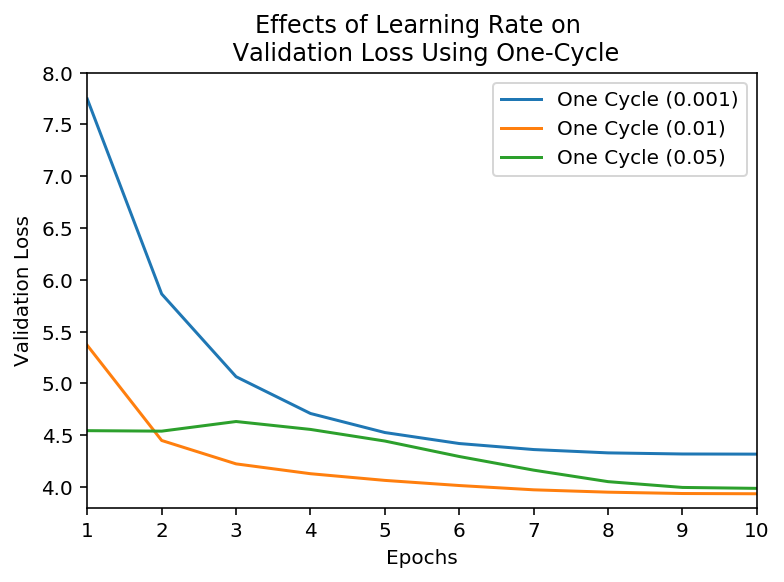 Effects of Learning Rate on
Validation Loss Using One-Cycle
One Cycle (0.001)
One Cycle (0.01)
One Cycle (0.05)
Validation Loss
8.0
7.5
7.0
6.5
6.0
5.5
5.0
4.5
4.0
1 2 3 4 5 6 7 8 9 10
Epochs